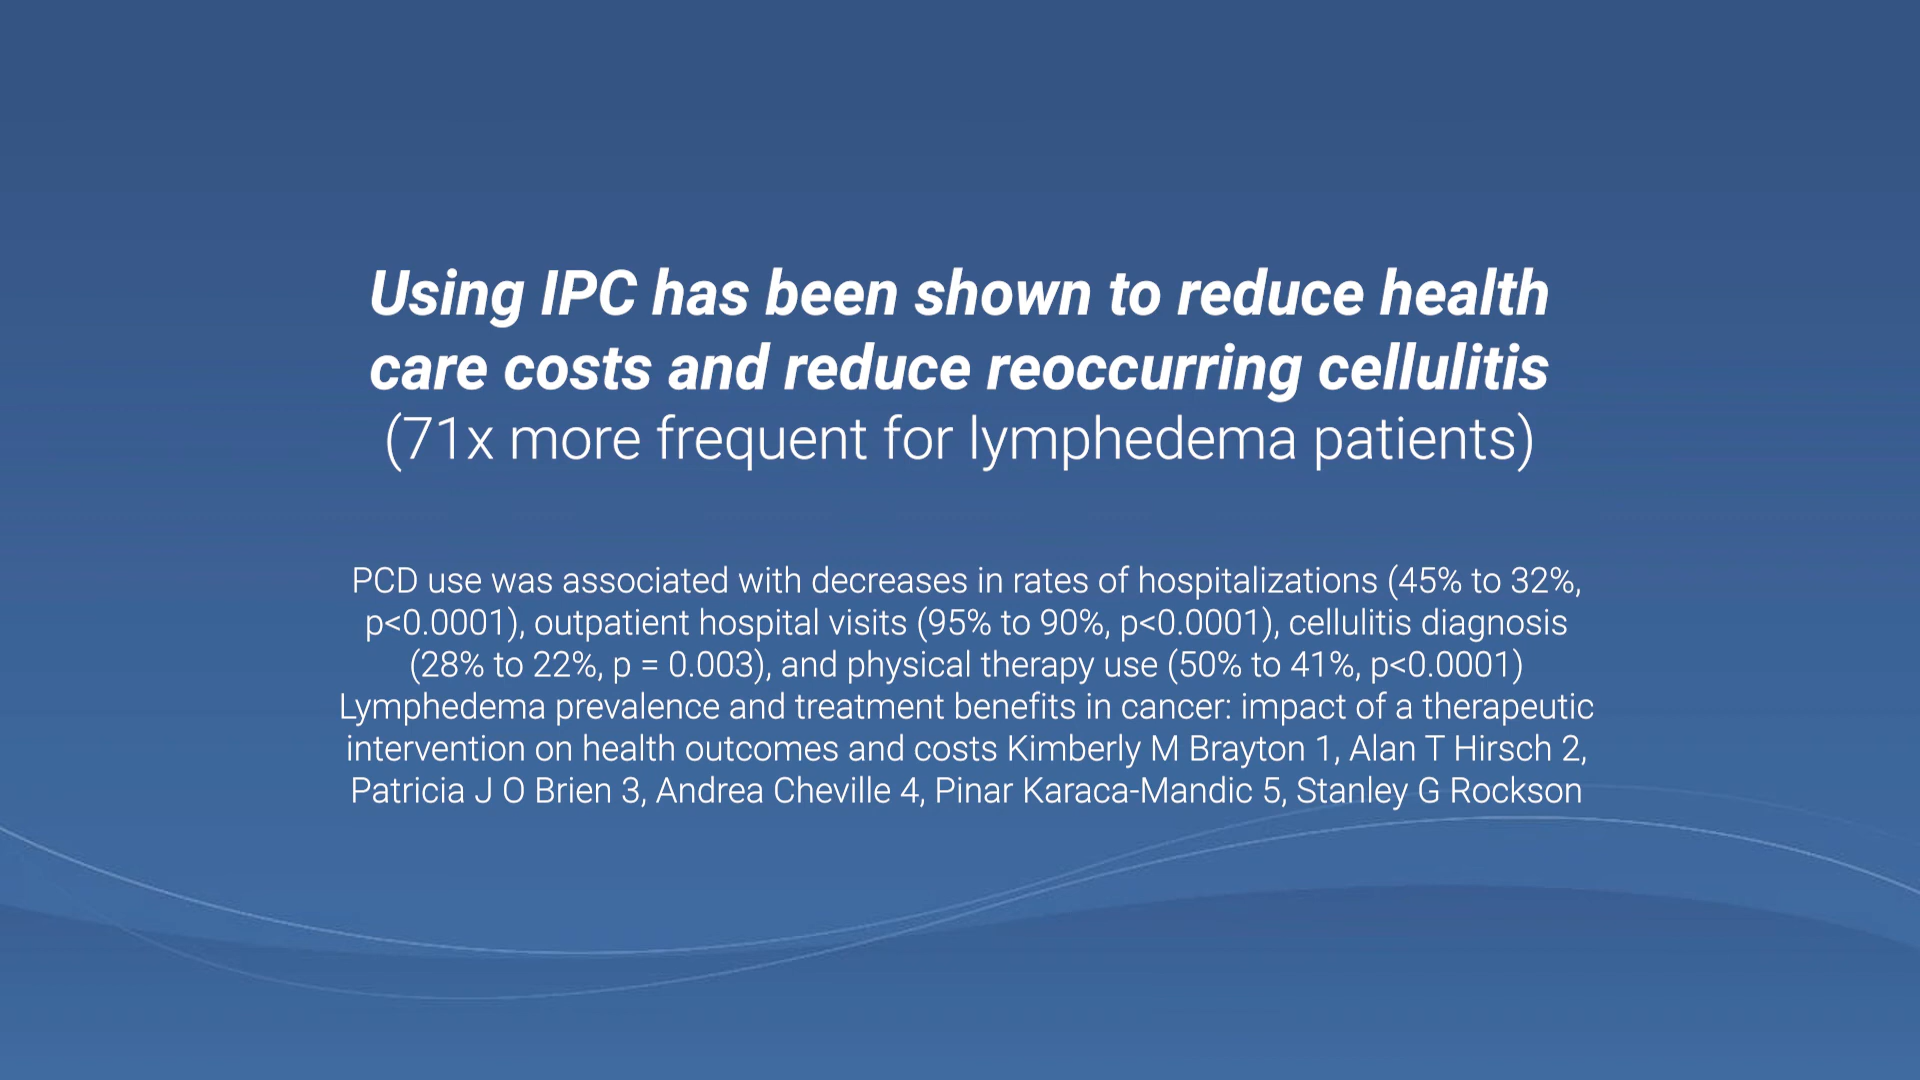 Using IPC has been shown to reduce health
care costs and reduce reoccurring cellulitis
(71x more frequent for lymphedema patients)
PCD use was associated with decreases in rates of hospitalizations (45% to 32%,
p<0.0001), outpatient hospital visits (95% to 90%, p<0.0001), cellulitis diagnosis
(28% to 22%, p = 0.003), and physical therapy use (50% to 41%, p<0.0001)
Lymphedema prevalence and treatment benefits in cancer: impact of a therapeutic
intervention on health outcomes and costs Kimberly M Brayton 1, Alan T Hirsch 2,
Patricia J O Brien 3, Andrea Cheville 4, Pinar Karaca-Mandic 5, Stanley G Rockson